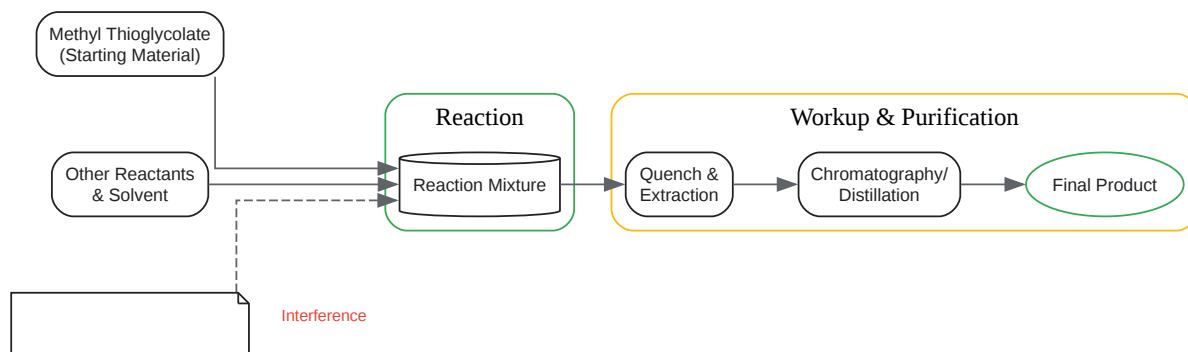 Methyl Thioglycolate
(Starting Material)
Reaction
Workup & Purification
Other Reactants
& Solvent
Reaction Mixture
Quench &
Extraction
Chromatography/
Distillation
Final Product
Interference